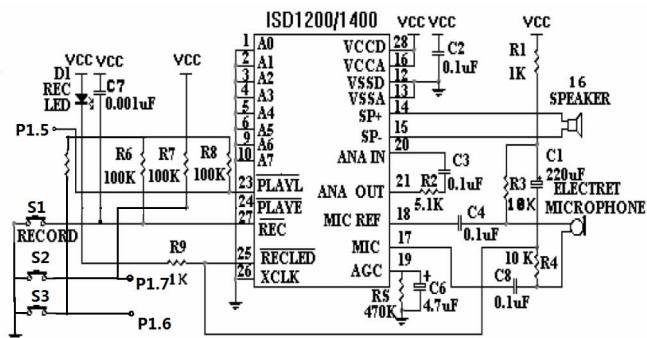 ISD1200/1400
VCC
VCC
VCC
VCC
VCC
VCC
D1
REC
LED
C7
0.001uF
P1.5
R6
100K
R7
100K
R8
100K
1 A0
2 A1
3 A2
4 A3
5 A4
6 A5
9 A6
10 A7
23 PLAYL
24 PLAYE
27 REC
25 RECLED
26 XCLK
VCCD 28
VCCA 16
VSSD 12
VSSA 13
SP+ 14
SP- 15
ANA IN 20
ANA OUT 21
MIC REF 18
MIC 17
AGC 19
C2
0.1uF
R1
1K
16
SPEAKER
C1
220uF
ELECTRET
MICROPHONE
C3
0.1uF
R2
5.1K
R3
10K
C4
0.1uF
10 K
R4
C8
0.1uF
+
C6
4.7uF
R5
470K
S1
RECORD
S2
S3
R9
1K
P1.7
P1.6